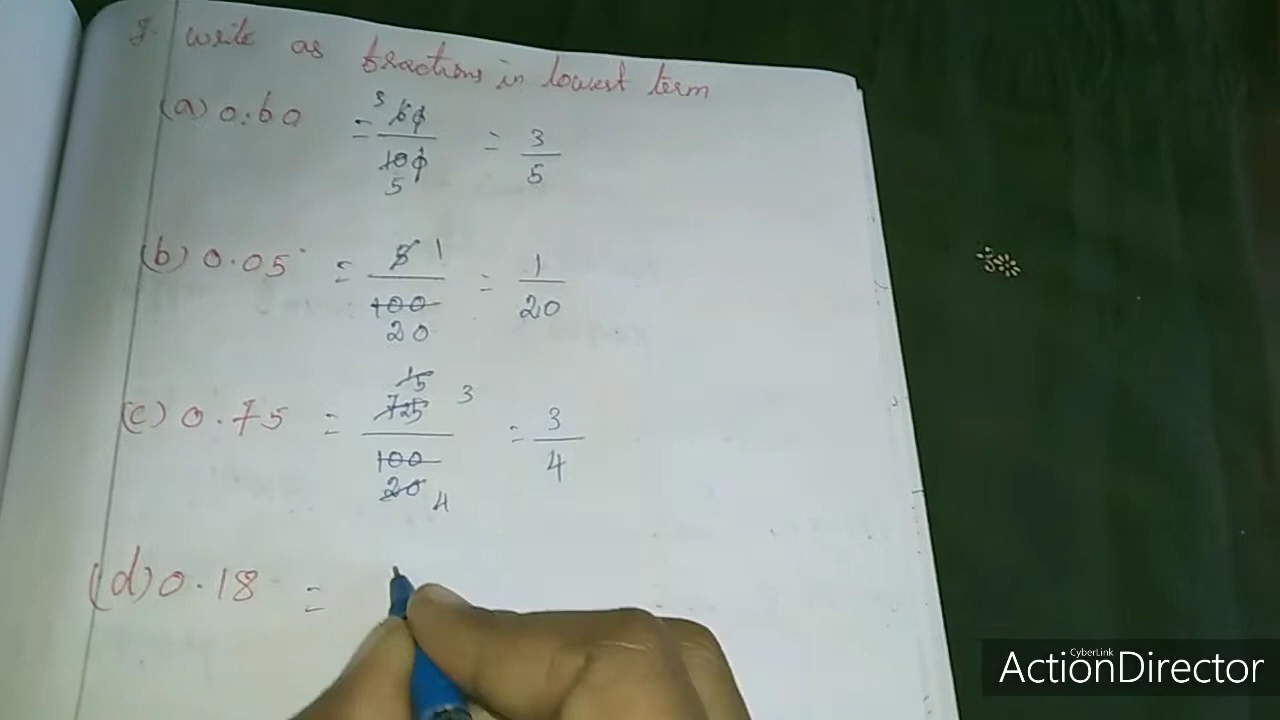 write as fractions in lowest term
(a) 0.60 = 60/100 = 3/5
3
5
(b) 0.05 = 5/100 = 1/20
1
20
(c) 0.75 = 75/100 = 3/4
15
3
20 4
(d) 0.18 =
CyberLink
ActionDirector